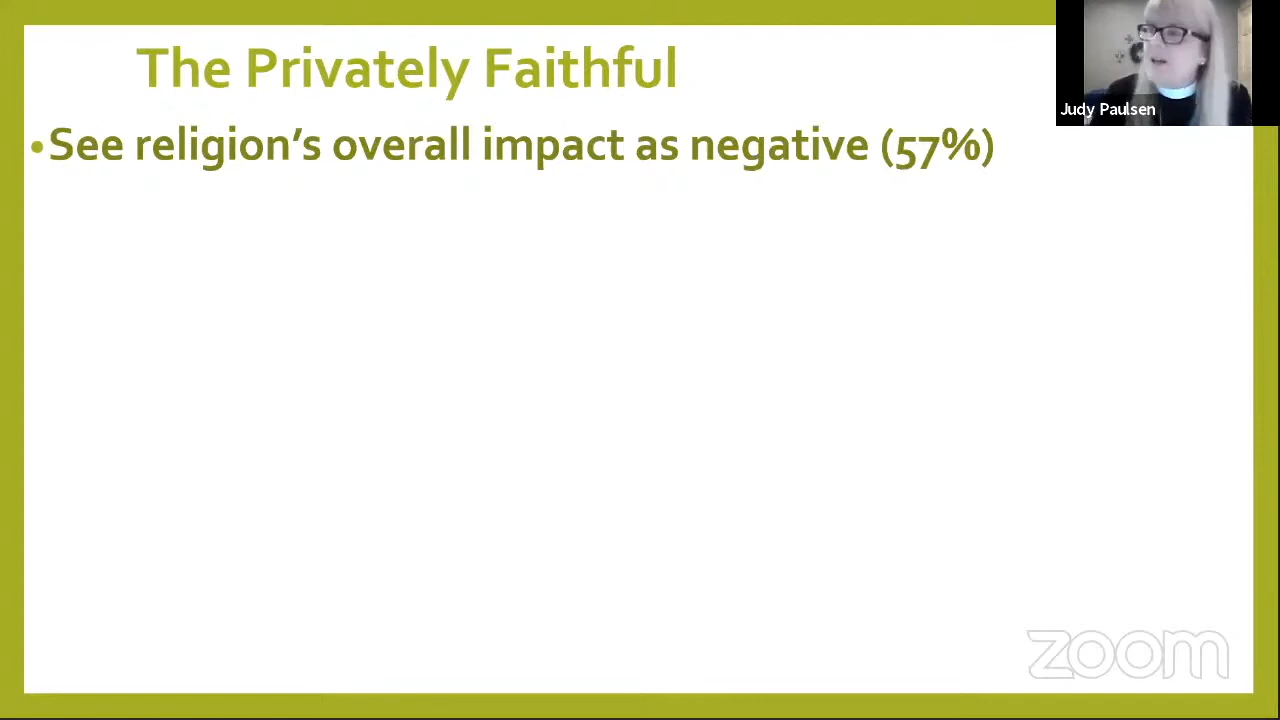 The Privately Faithful
Judy Paulsen
•See religion's overall impact as negative (57%)
zoom